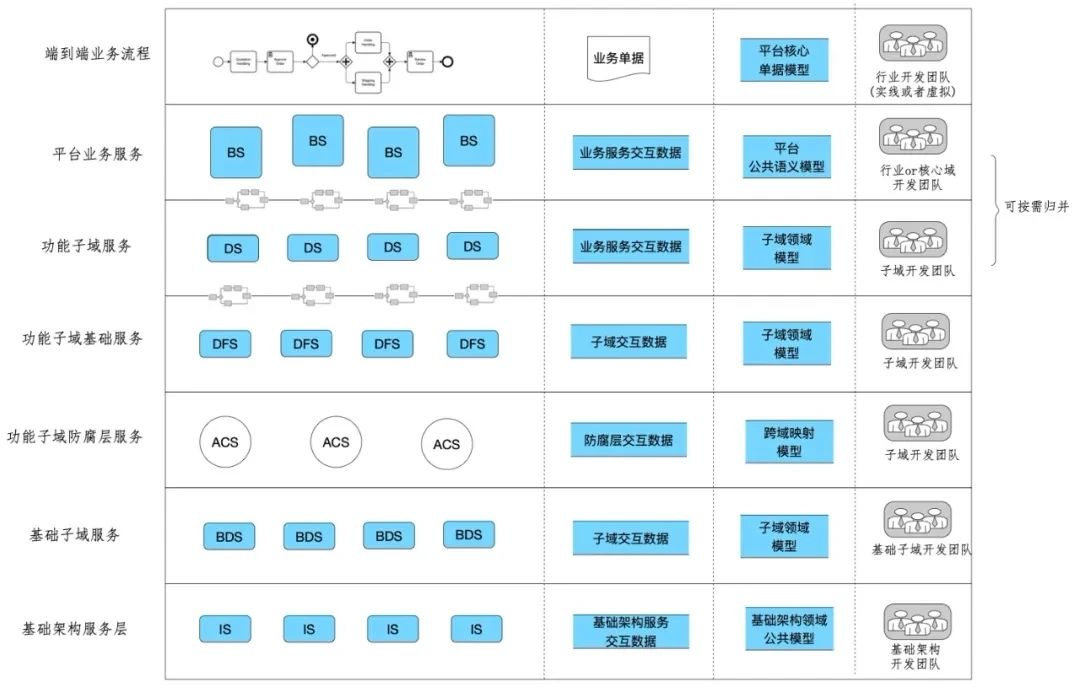 端到端业务流程
业务单据
平台核心
单据模型
行业开发团队
(实线或者虚拟)
平台业务服务
BS
BS
BS
BS
业务服务交互数据
平台
公共语义模型
行业or核心域
开发团队
可按需归并
功能子域服务
DS
DS
DS
DS
业务服务交互数据
子域领域
模型
子域开发团队
功能子域基础服务
DFS
DFS
DFS
DFS
子域交互数据
子域领域
模型
子域开发团队
功能子域防腐层服务
ACS
ACS
ACS
防腐层交互数据
跨域映射
模型
子域开发团队
基础子域服务
BDS
BDS
BDS
BDS
子域交互数据
子域领域
模型
基础子域开发团队
基础架构服务层
IS
IS
IS
IS
基础架构服务
交互数据
基础架构领域
公共模型
基础架构
开发团队